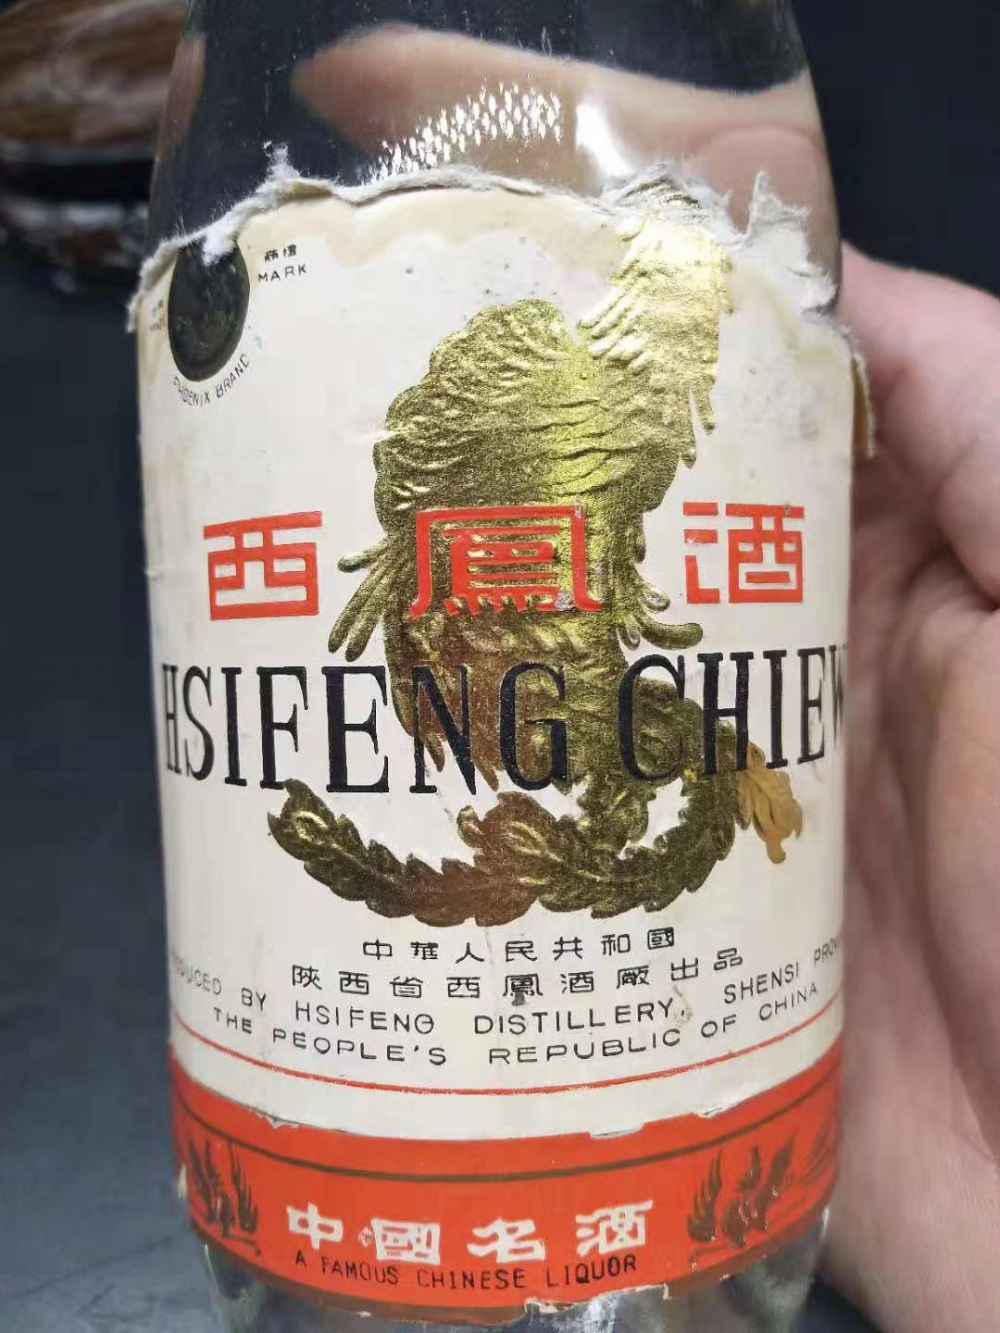 商標
MARK
PHOENIX BRAND
西鳳酒
HSIFENG CHIEW
中華人民共和國
陝西省西鳳酒廠出品
BY HSIFENG DISTILLERY, SHENSI
THE PEOPLE'S REPUBLIC OF CHINA
中國名酒
A FAMOUS CHINESE LIQUOR